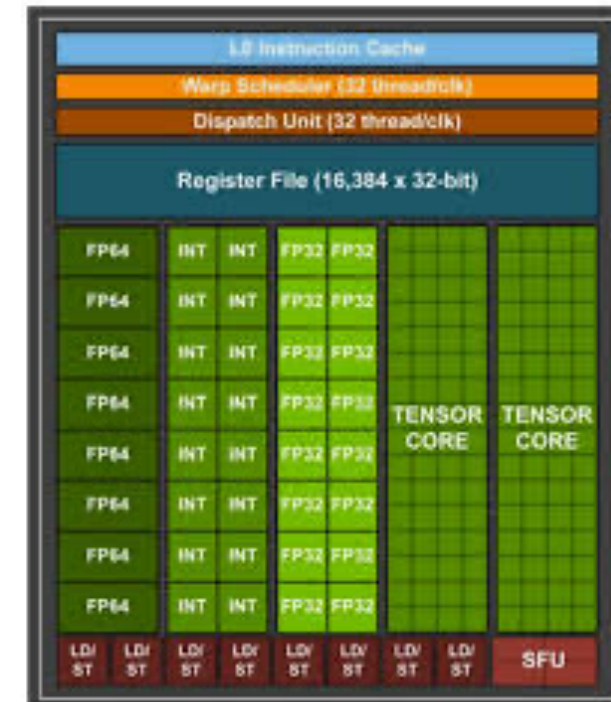 L0 Instruction Cache
Warp Scheduler (32 thread/clk)
Dispatch Unit (32 thread/clk)
Register File (16,384 x 32-bit)
FP64 INT INT FP32 FP32
FP64 INT INT FP32 FP32
FP64 INT INT FP32 FP32
FP64 INT INT FP32 FP32
TENSOR CORE TENSOR CORE
FP64 INT INT FP32 FP32
FP64 INT INT FP32 FP32
FP64 INT INT FP32 FP32
FP64 INT INT FP32 FP32
LD/ LD/ LD/ LD/ LD/ LD/ LD/ LD/
ST ST ST ST ST ST ST ST
SFU